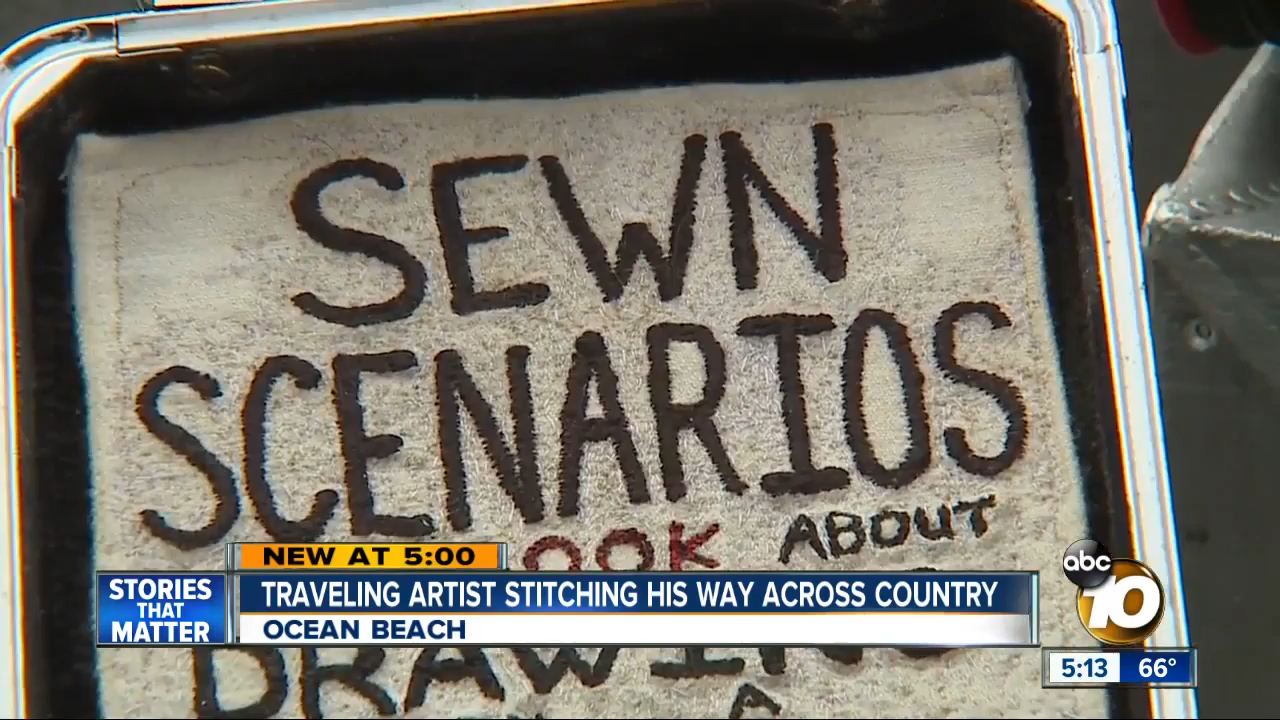 SEWN
SCENARIOS
ABOUT
NEW AT 5:00
STORIES
THAT
MATTER
TRAVELING ARTIST STITCHING HIS WAY ACROSS COUNTRY
OCEAN BEACH
abc
10
5:13 66°